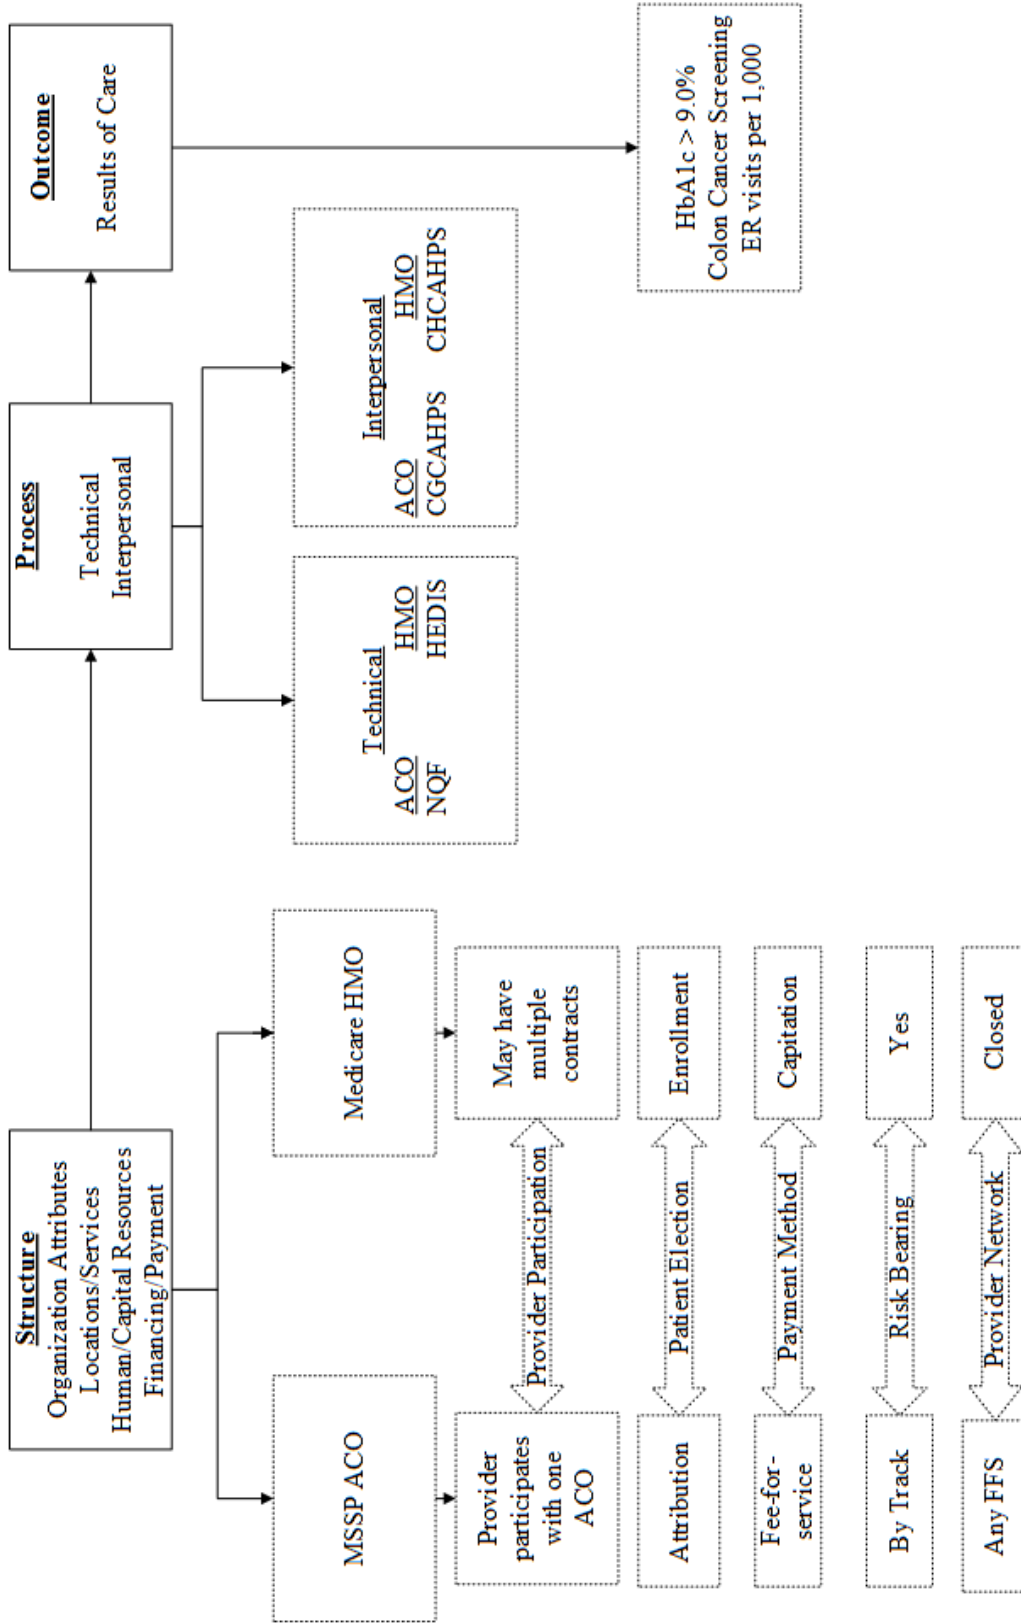 Structure
Organization Attributes
Locations/Services
Human/Capital Resources
Financing/Payment
Process
Technical
Interpersonal
Outcome
Results of Care
MSSP ACO
Medicare HMO
Provider
participates
with one
ACO
Provider Participation
May have
multiple
contracts
Attribution
Patient Election
Enrollment
Fee-for-
service
Payment Method
Capitation
By Track
Risk Bearing
Yes
Any FFS
Provider Network
Closed
Technical
ACO HMO
NQF HEDIS
Interpersonal
ACO HMO
CGCAHPS CHCAHPS
HbA1c > 9.0%
Colon Cancer Screening
ER visits per 1,000